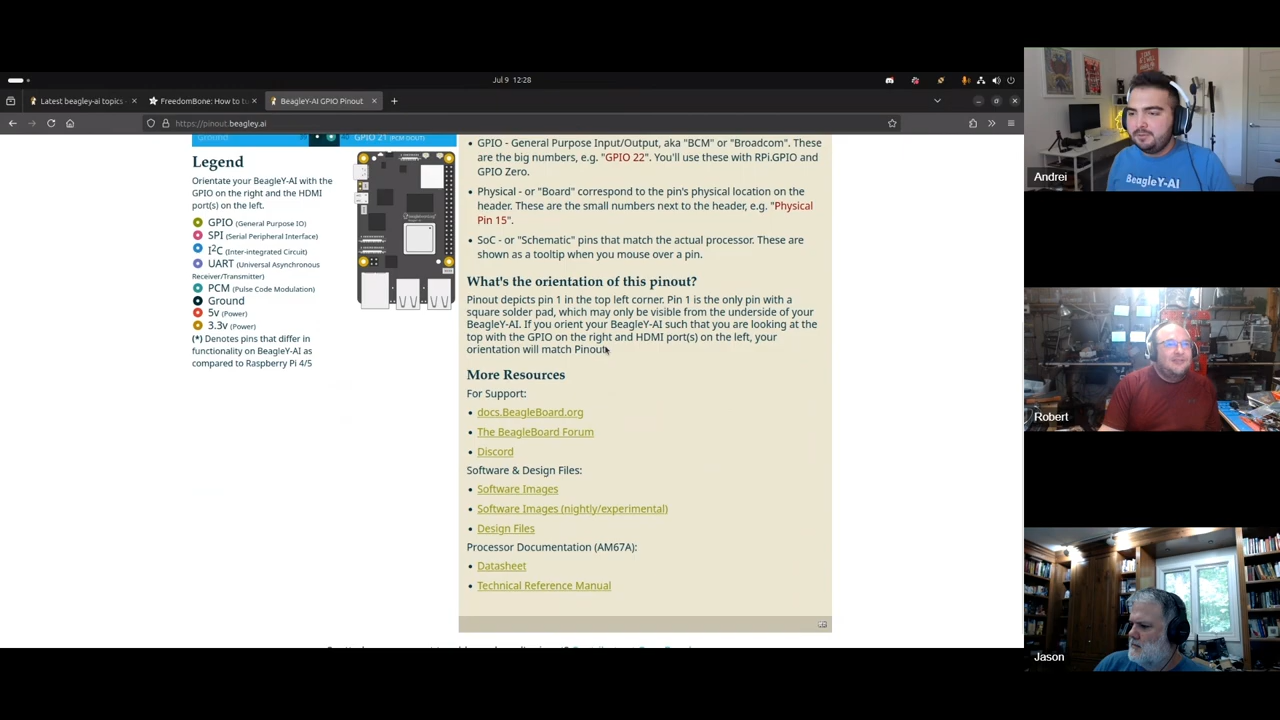 Jul 9 12:28
Latest beagley-ai topics
FreedomBone: How to tu
BeagleY-AI GPIO Pinout
https://pinout.beagley.ai
Ground
GPIO 21 (PCM DOUT)
Legend
Orientate your BeagleY-AI with the
GPIO on the right and the HDMI
port(s) on the left.
GPIO (General Purpose IO)
SPI (Serial Peripheral Interface)
I2C (Inter-integrated Circuit)
UART (Universal Asynchronous
Receiver/Transmitter)
PCM (Pulse Code Modulation)
Ground
5v (Power)
3.3v (Power)
(*) Denotes pins that differ in
functionality on BeagleY-AI as
compared to Raspberry Pi 4/5
• GPIO - General Purpose Input/Output, aka "BCM" or "Broadcom". These
are the big numbers, e.g. "GPIO 22". You'll use these with RPi.GPIO and
GPIO Zero.
• Physical - or "Board" correspond to the pin's physical location on the
header. These are the small numbers next to the header, e.g. "Physical
Pin 15".
• SoC - or "Schematic" pins that match the actual processor. These are
shown as a tooltip when you mouse over a pin.
What's the orientation of this pinout?
Pinout depicts pin 1 in the top left corner. Pin 1 is the only pin with a
square solder pad, which may only be visible from the underside of your
BeagleY-AI. If you orient your BeagleY-AI such that you are looking at the
top with the GPIO on the right and HDMI port(s) on the left, your
orientation will match Pinout.
More Resources
For Support:
• docs.BeagleBoard.org
• The BeagleBoard Forum
• Discord
Software & Design Files:
• Software Images
• Software Images (nightly/experimental)
• Design Files
Processor Documentation (AM67A):
• Datasheet
• Technical Reference Manual
Andrei
BeagleY-AI
Robert
Jason